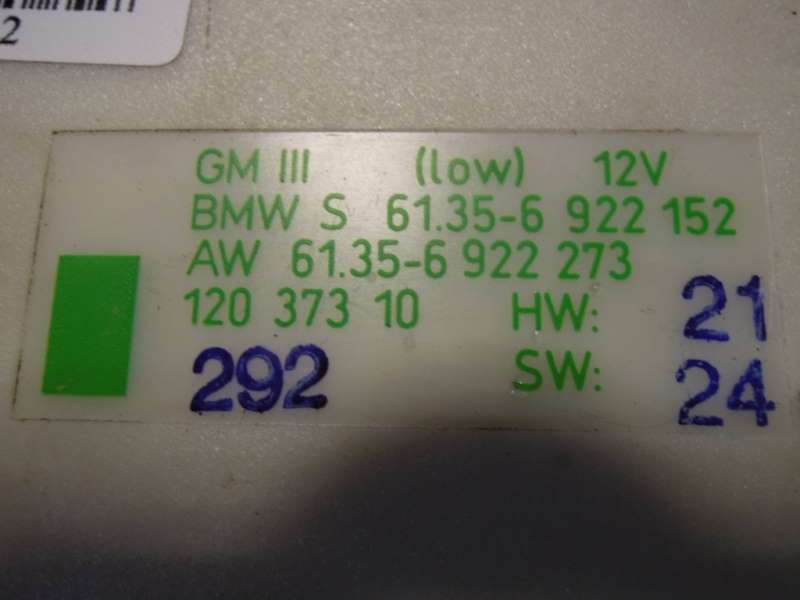 2
GM III (low) 12V
BMW S 61.35-6 922 152
AW 61.35-6 922 273
120 373 10 HW: 21
292 SW: 24